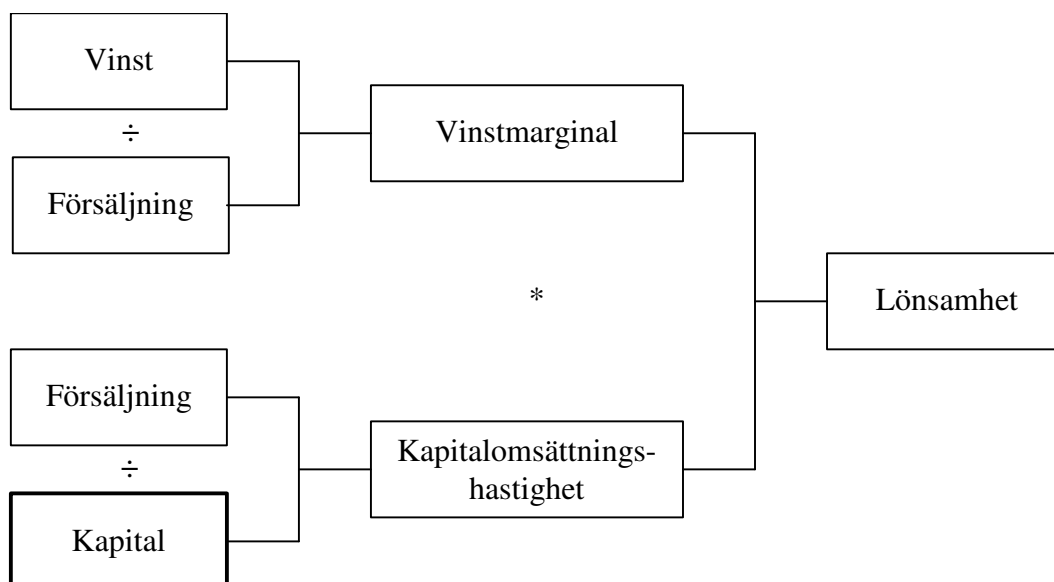 Vinst
÷
Försäljning
Vinstmarginal
*
Lönsamhet
Försäljning
÷
Kapital
Kapitalomsättnings-
hastighet